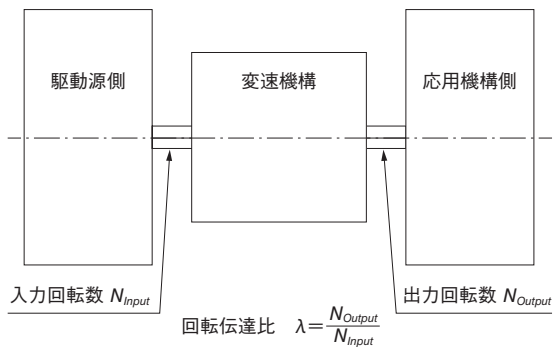 駆動源側
変速機構
応用機構側
入力回転数 N_Input
出力回転数 N_Output
回転伝達比 λ=N_Output/N_Input